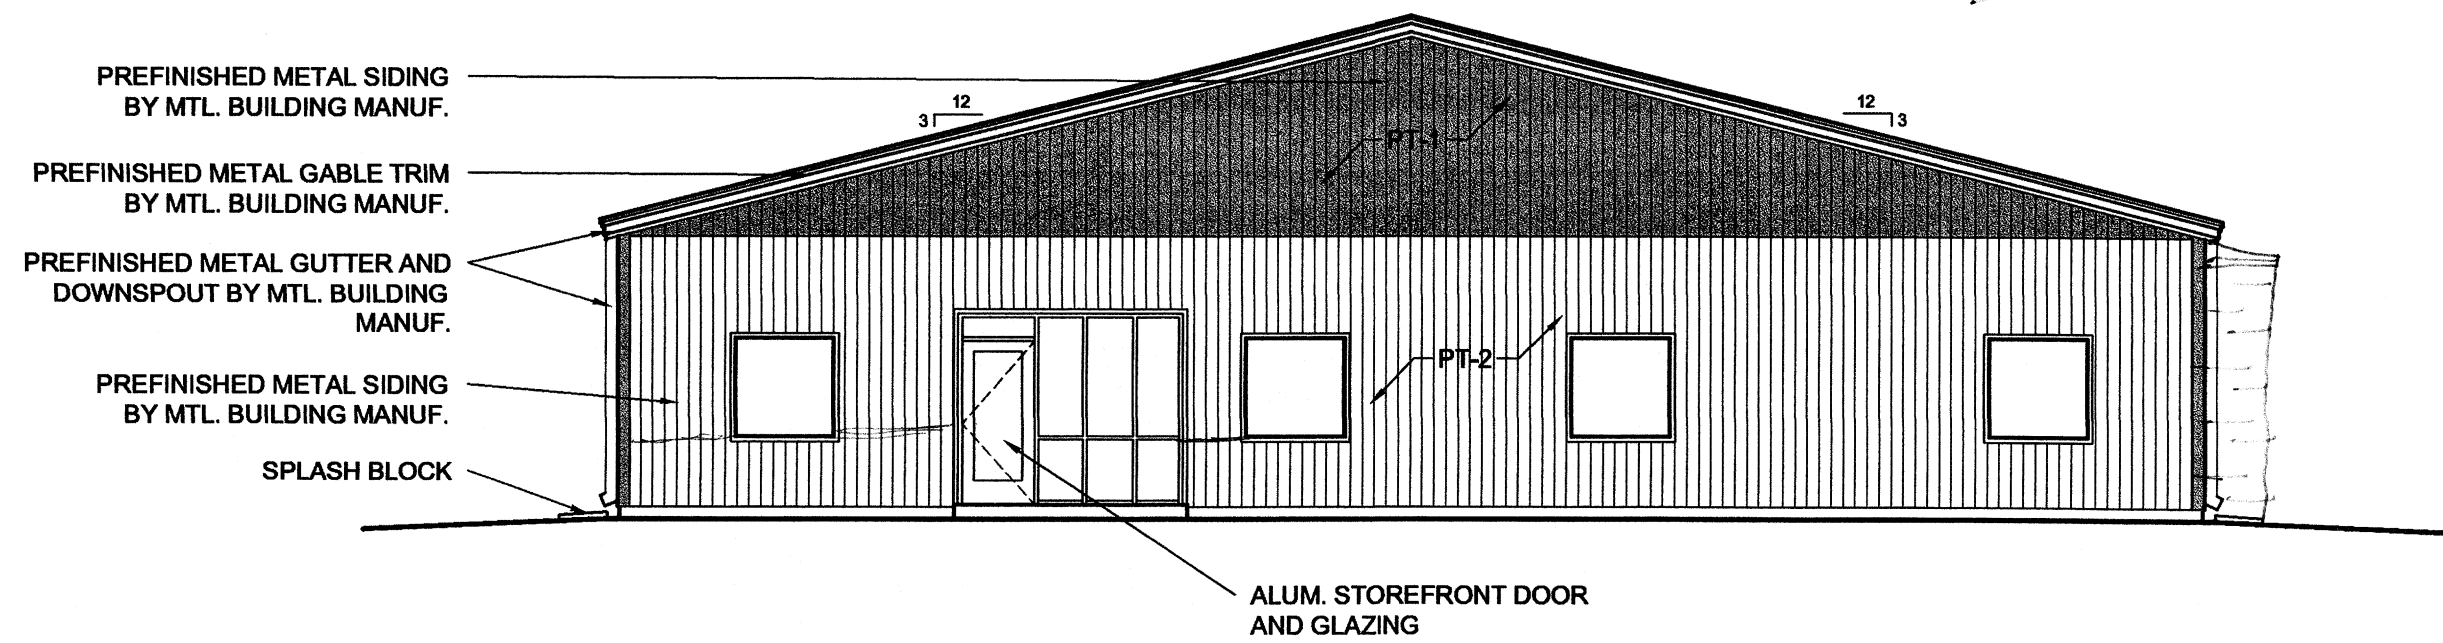 PREFINISHED METAL SIDING
BY MTL. BUILDING MANUF.
12
3
12
3
PT-1
PREFINISHED METAL GABLE TRIM
BY MTL. BUILDING MANUF.
PREFINISHED METAL GUTTER AND
DOWNSPOUT BY MTL. BUILDING
MANUF.
PT-2
PREFINISHED METAL SIDING
BY MTL. BUILDING MANUF.
SPLASH BLOCK
ALUM. STOREFRONT DOOR
AND GLAZING